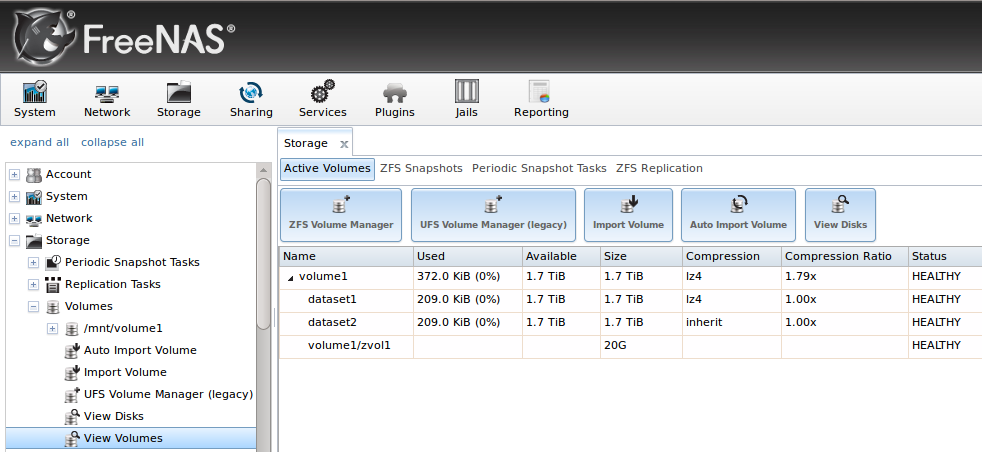 FreeNAS®
System Network Storage Sharing Services Plugins Jails Reporting
expand all collapse all
Account
System
Network
Storage
Periodic Snapshot Tasks
Replication Tasks
Volumes
/mnt/volume1
Auto Import Volume
Import Volume
UFS Volume Manager (legacy)
View Disks
View Volumes
Storage x
Active Volumes ZFS Snapshots Periodic Snapshot Tasks ZFS Replication
ZFS Volume Manager UFS Volume Manager (legacy) Import Volume Auto Import Volume View Disks
Name Used Available Size Compression Compression Ratio Status
volume1 372.0 KiB (0%) 1.7 TiB 1.7 TiB lz4 1.79x HEALTHY
dataset1 209.0 KiB (0%) 1.7 TiB 1.7 TiB lz4 1.00x HEALTHY
dataset2 209.0 KiB (0%) 1.7 TiB 1.7 TiB inherit 1.00x HEALTHY
volume1/zvol1 20G HEALTHY